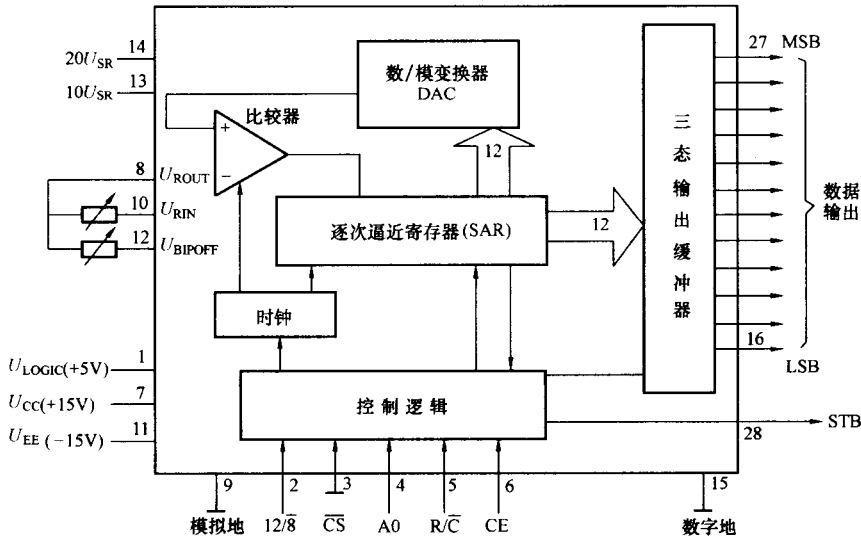 20U_SR 14
10U_SR 13
数/模变换器
DAC
比较器
+
−
12
8 U_ROUT
10 U_RIN
12 U_BIPOFF
逐次逼近寄存器(SAR)
12
三态输出缓冲器
27 MSB
数据
输出
16
LSB
时钟
U_LOGIC(+5V) 1
U_CC(+15V) 7
U_EE(−15V) 11
控制逻辑
28 STB
9 2 3 4 5 6 15
模拟地 12/8̅ C̅S̅ A0 R/C̅ CE 数字地